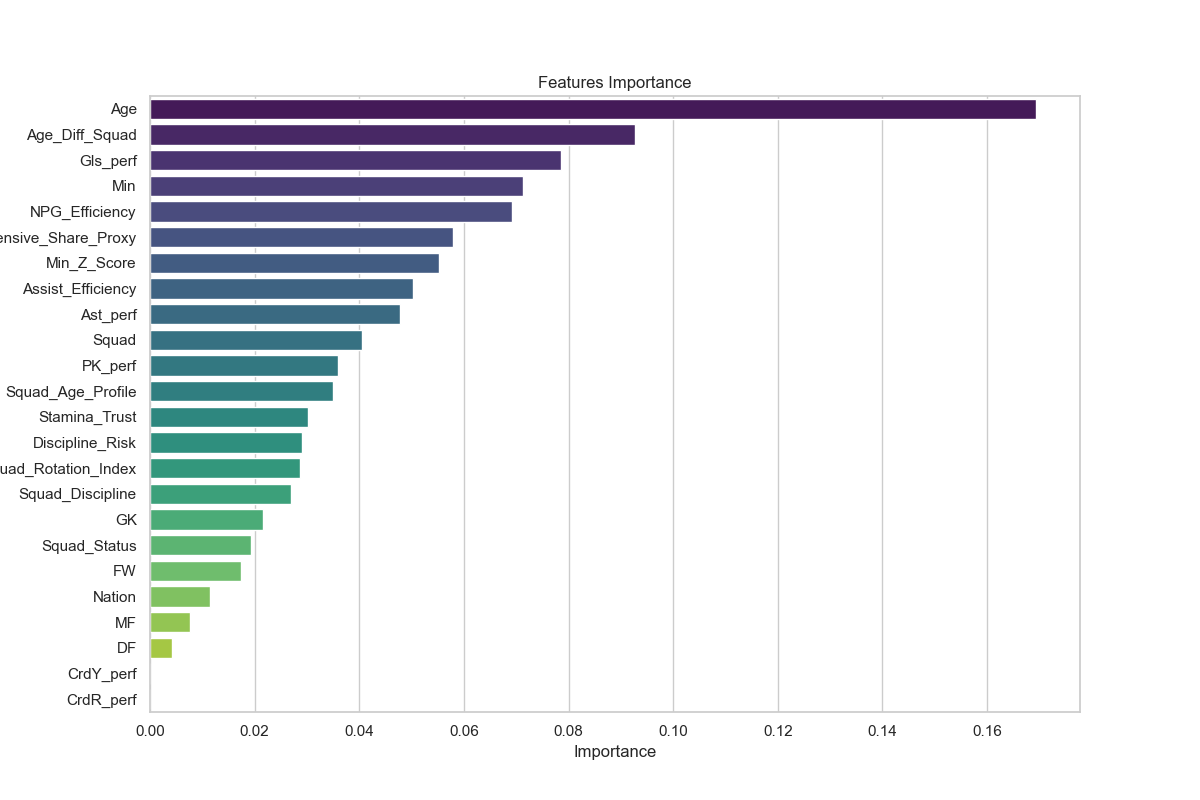 Features Importance
Age
Age_Diff_Squad
Gls_perf
Min
NPG_Efficiency
ensive_Share_Proxy
Min_Z_Score
Assist_Efficiency
Ast_perf
Squad
PK_perf
Squad_Age_Profile
Stamina_Trust
Discipline_Risk
uad_Rotation_Index
Squad_Discipline
GK
Squad_Status
FW
Nation
MF
DF
CrdY_perf
CrdR_perf
0.00 0.02 0.04 0.06 0.08 0.10 0.12 0.14 0.16
Importance